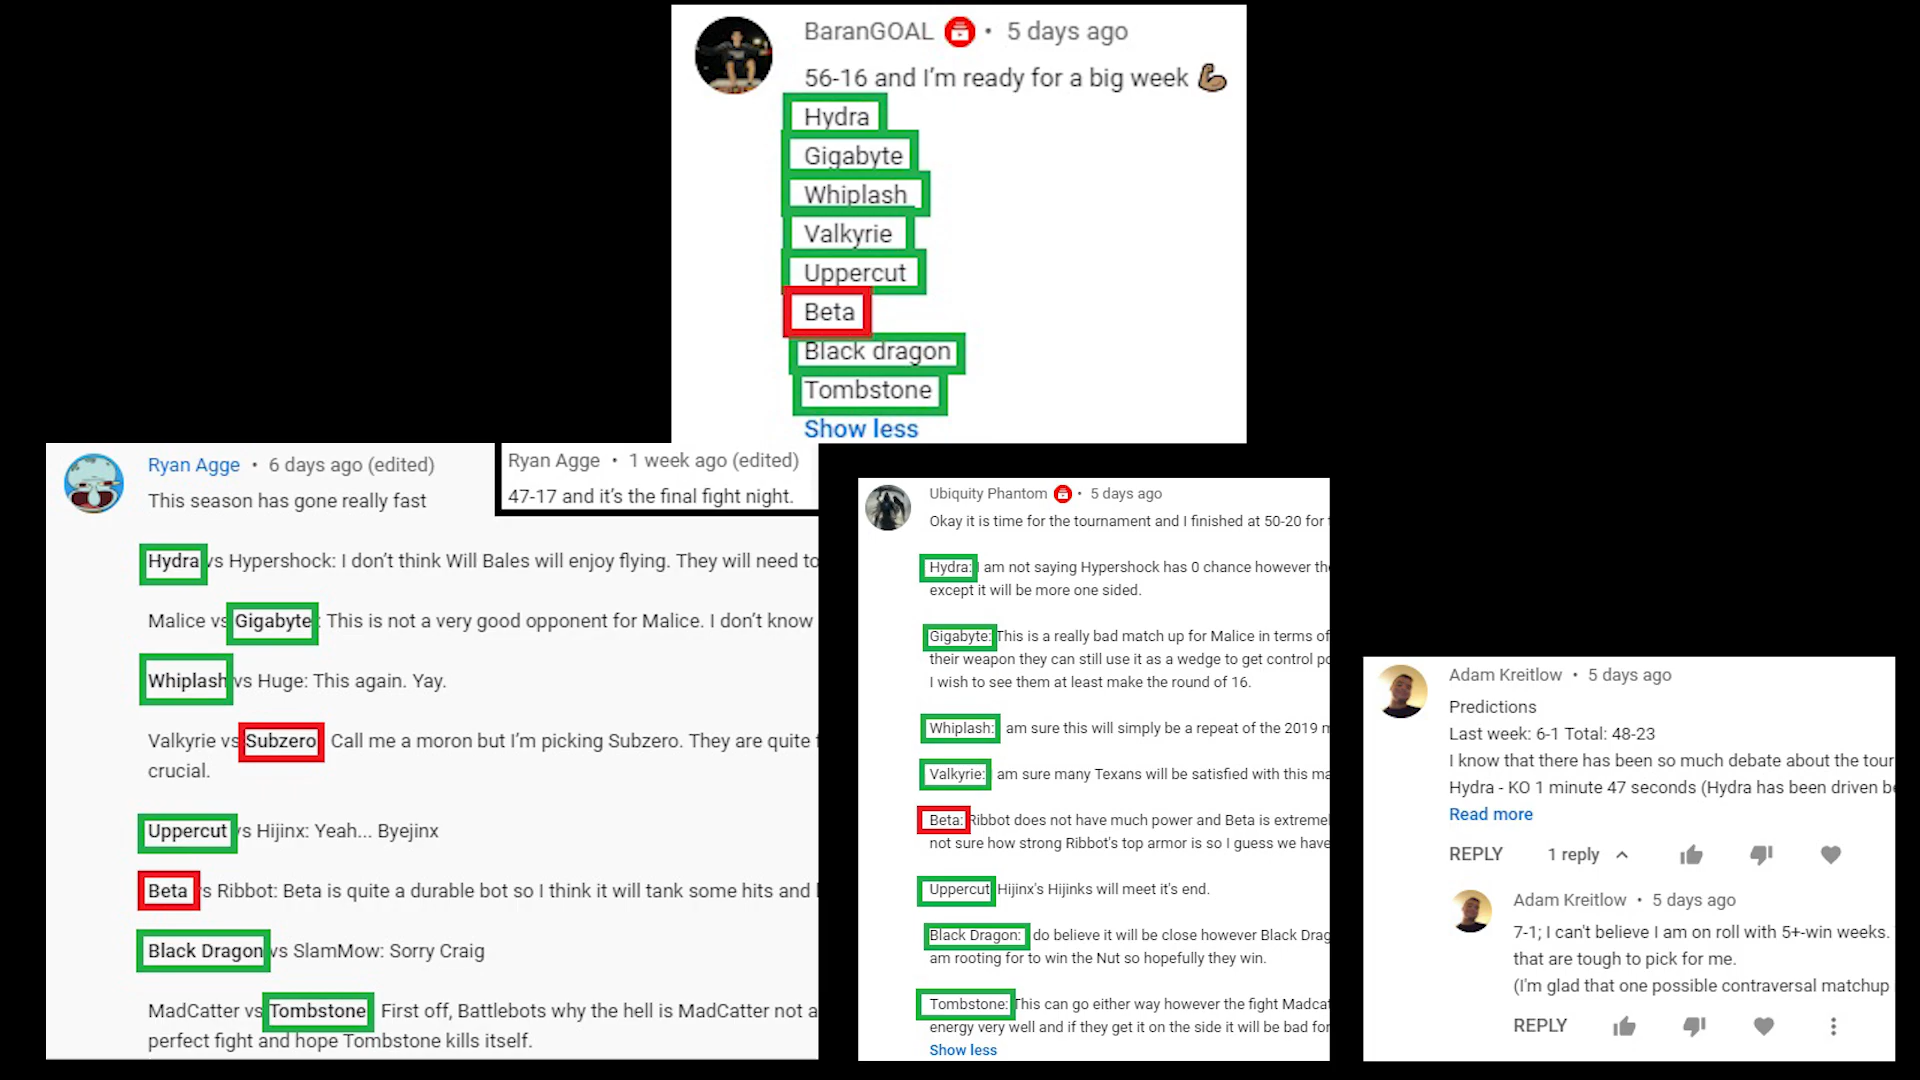 BaranGOAL • 5 days ago
56-16 and I’m ready for a big week
Hydra
Gigabyte
Whiplash
Valkyrie
Uppercut
Beta
Black dragon
Tombstone
Show less
Ryan Agge • 6 days ago (edited)
This season has gone really fast
Ryan Agge • 1 week ago (edited)
47-17 and it’s the final fight night.
Hydra vs Hypershock: I don’t think Will Bales will enjoy flying. They will need to
Malice vs Gigabyte: This is not a very good opponent for Malice. I don’t know
Whiplash vs Huge: This again. Yay.
Valkyrie vs Subzero Call me a moron but I’m picking Subzero. They are quite
crucial.
Uppercut vs Hijinx: Yeah... Byejinx
Beta vs Ribbot: Beta is quite a durable bot so I think it will tank some hits and
Black Dragon vs SlamMow: Sorry Craig
MadCatter vs Tombstone First off, Battlebots why the hell is MadCatter not a
perfect fight and hope Tombstone kills itself.
Ubiquity Phantom • 5 days ago
Okay it is time for the tournament and I finished at 50-20 for
Hydra: I am not saying Hypershock has 0 chance however the
except it will be more one sided.
Gigabyte: This is a really bad match up for Malice in terms of
their weapon they can still use it as a wedge to get control
I wish to see them at least make the round of 16.
Whiplash: am sure this will simply be a repeat of the 2019
Valkyrie: am sure many Texans will be satisfied with this
Beta: Ribbot does not have much power and Beta is
not sure how strong Ribbot's top armor is so I guess we have
Uppercut Hijinx's Hijinks will meet it's end.
Black Dragon: do believe it will be close however Black
am rooting for to win the Nut so hopefully they win.
Tombstone: This can go either way however the fight
energy very well and if they get it on the side it will be bad for
Show less
Adam Kreitlow • 5 days ago
Predictions
Last week: 6-1 Total: 48-23
I know that there has been so much debate about the tour
Hydra - KO 1 minute 47 seconds (Hydra has been driven
Read more
REPLY 1 reply
Adam Kreitlow • 5 days ago
7-1; I can't believe I am on roll with 5+-win weeks.
that are tough to pick for me.
(I'm glad that one possible contraversal matchup
REPLY